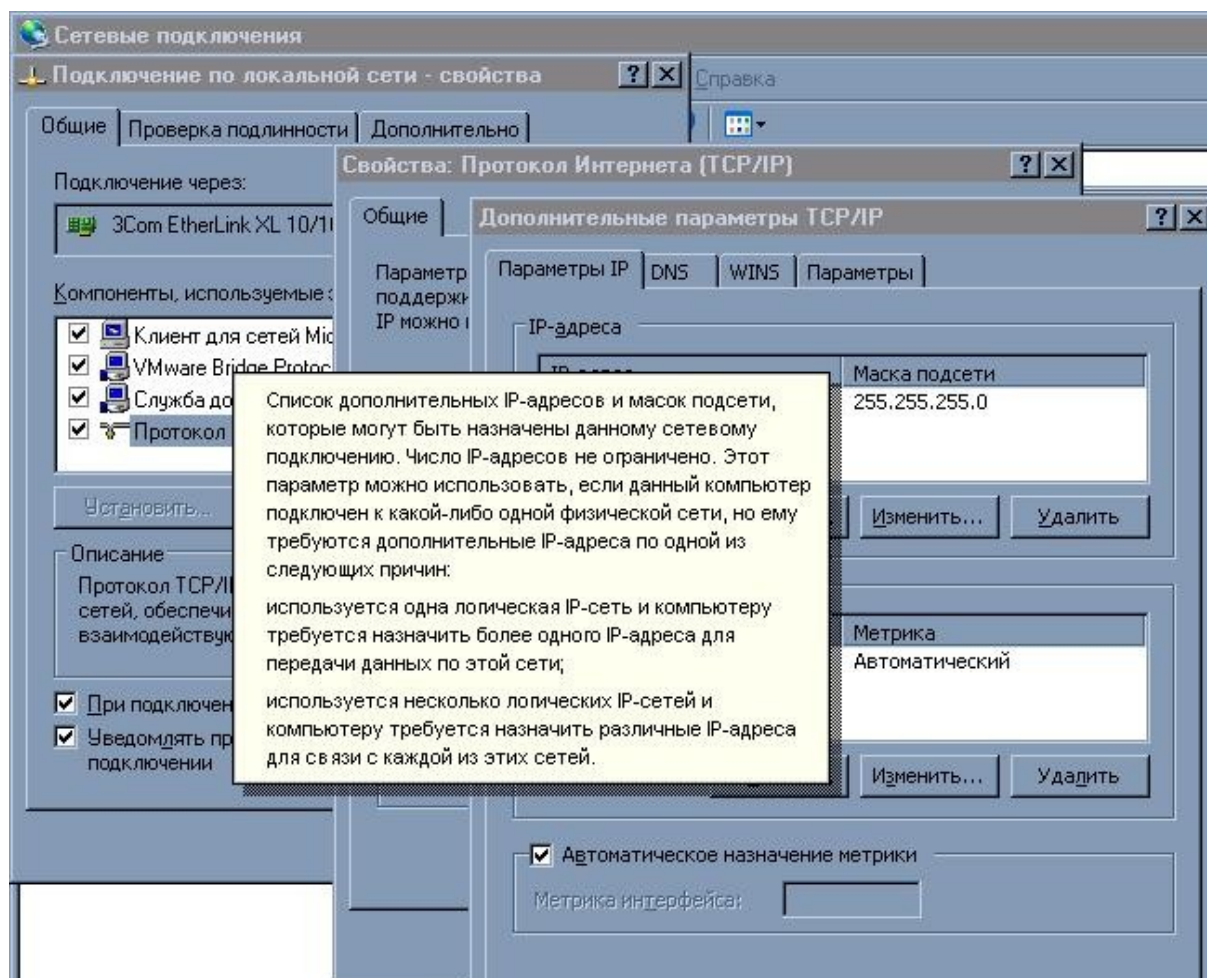 Сетевые подключения
Подключение по локальной сети - свойства
Справка
Общие
Проверка подлинности
Дополнительно
Подключение через:
3Com EtherLink XL 10/10
Компоненты, используемые
Клиент для сетей Mic
VMware Bridge Protoc
Служба до
Протокол
Установить...
Описание
Протокол TCP/I
сетей, обеспечи
взаимодействую
При подключен
Уведомлять пр
подключении
Свойства: Протокол Интернета (TCP/IP)
Общие
Параметр
поддержи
IP можно
Дополнительные параметры TCP/IP
Параметры IP
DNS
WINS
Параметры
IP-адреса
Маска подсети
255.255.255.0
Изменить...
Удалить
Метрика
Автоматический
Изменить...
Удалить
Автоматическое назначение метрики
Метрика интерфейса:
Список дополнительных IP-адресов и масок подсети,
которые могут быть назначены данному сетевому
подключению. Число IP-адресов не ограничено. Этот
параметр можно использовать, если данный компьютер
подключен к какой-либо одной физической сети, но ему
требуются дополнительные IP-адреса по одной из
следующих причин:
используется одна логическая IP-сеть и компьютеру
требуется назначить более одного IP-адреса для
передачи данных по этой сети;
используется несколько логических IP-сетей и
компьютеру требуется назначить различные IP-адреса
для связи с каждой из этих сетей.